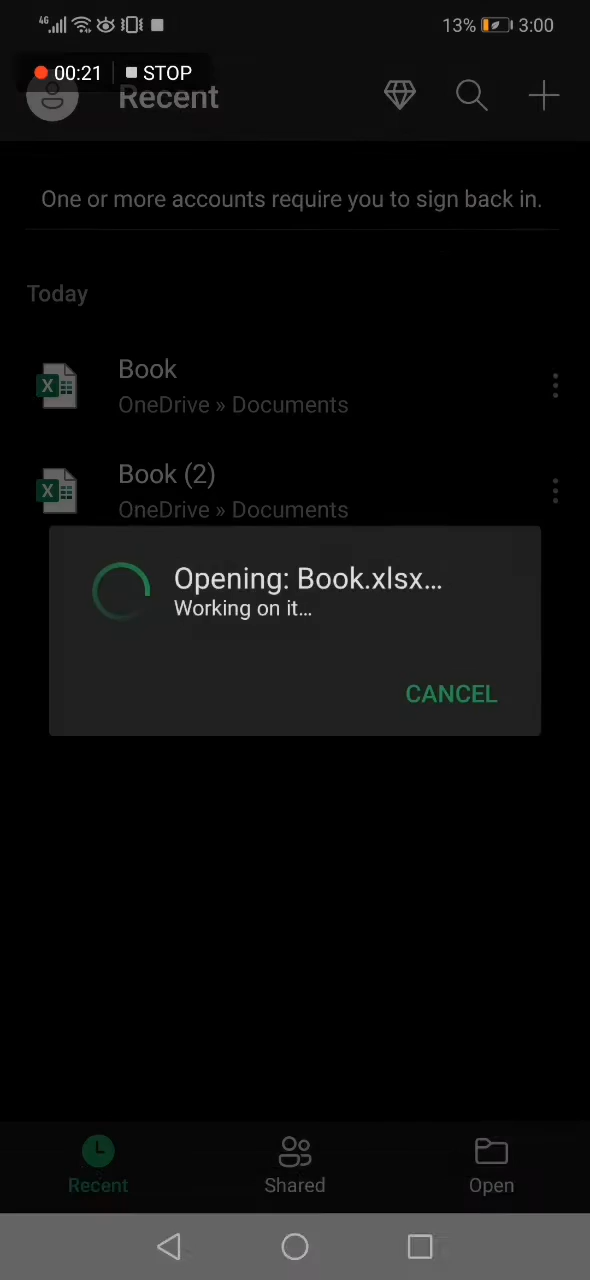 4G 13% 3:00
00:21 STOP
Recent
One or more accounts require you to sign back in.
Today
Book
X
OneDrive » Documents
Book (2)
X
OneDrive » Documents
Opening: Book.xlsx...
Working on it...
CANCEL
Recent Shared Open